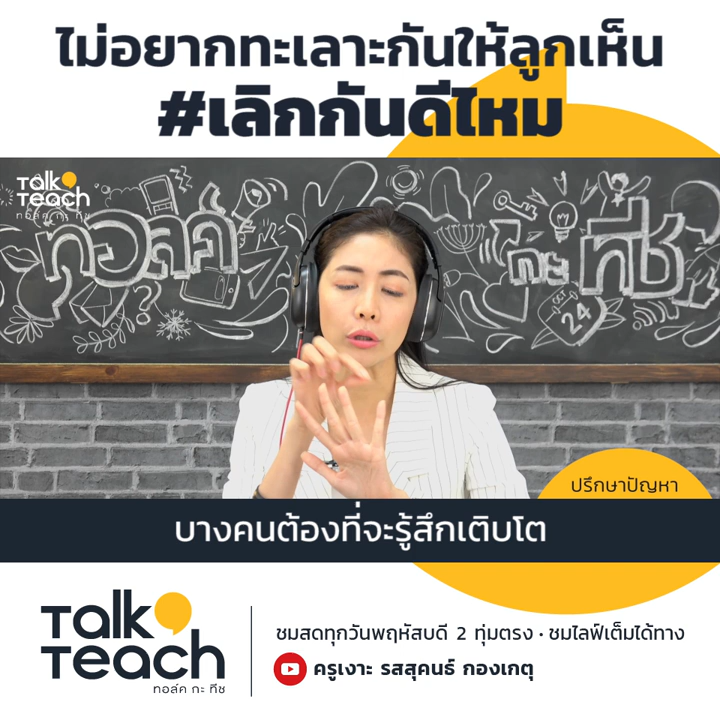 ไม่อยากทะเลาะกันให้ลูกเห็น
#เลิกกันดีไหม
Talk Teach
ทอล์ค กะ ทีช
ทอล์ค กะ ทีช
OCT
24
ปรึกษาปัญหา
บางคนต้องที่จะรู้สึกเติบโต
Talk Teach
ทอล์ค กะ ทีช
ชมสดทุกวันพฤหัสบดี 2 ทุ่มตรง • ชมไลฟ์เต็มได้ทาง
ครูเงาะ รสสุคนธ์ กองเกตุ